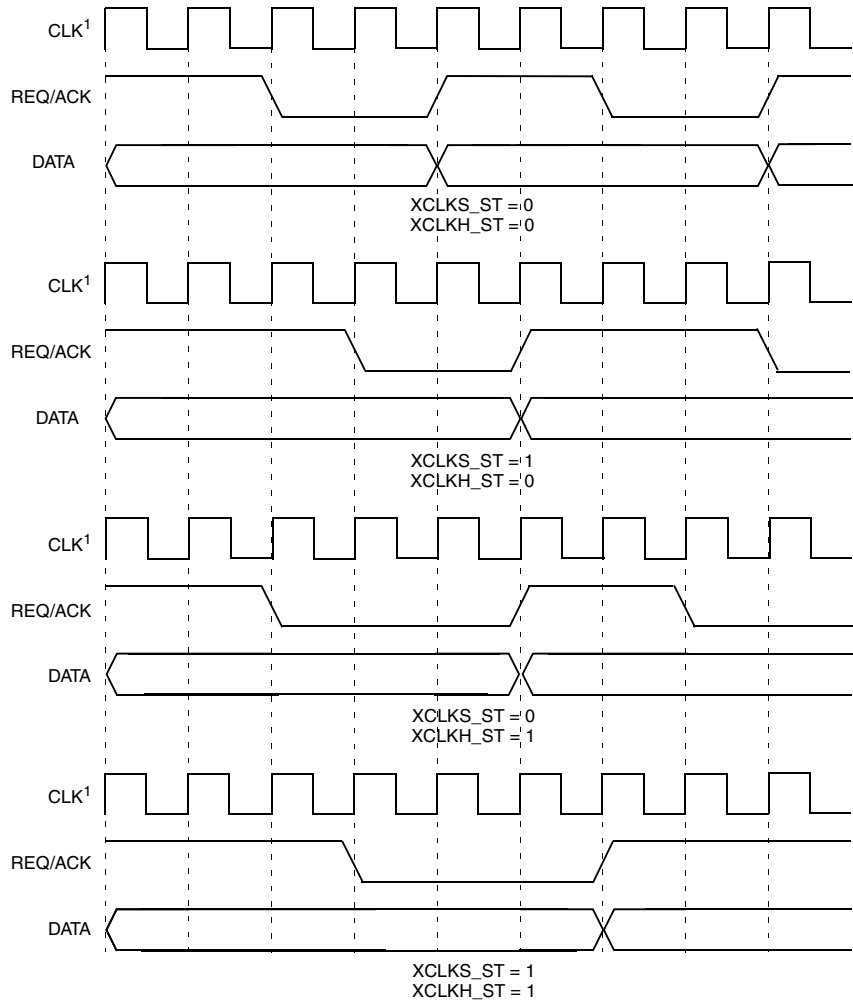 CLK1
REQ/ACK
DATA
XCLKS_ST = 0
XCLKH_ST = 0
CLK1
REQ/ACK
DATA
XCLKS_ST = 1
XCLKH_ST = 0
CLK1
REQ/ACK
DATA
XCLKS_ST = 0
XCLKH_ST = 1
CLK1
REQ/ACK
DATA
XCLKS_ST = 1
XCLKH_ST = 1